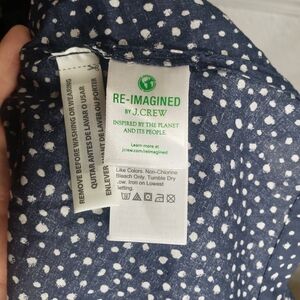 RE-IMAGINED
BY J.CREW
INSPIRED BY THE PLANET
AND ITS PEOPLE
Learn more at
jcrew.com/reimagined
Like Colors. Non-Chlorine
Bleach Only. Tumble Dry
Low. Iron on Lowest
Setting.
REMOVE BEFORE WASHING OR WEARING
QUITAR ANTES DE LAVAR O USAR
ENLEVER AVANT DE LAVER OU PORTER